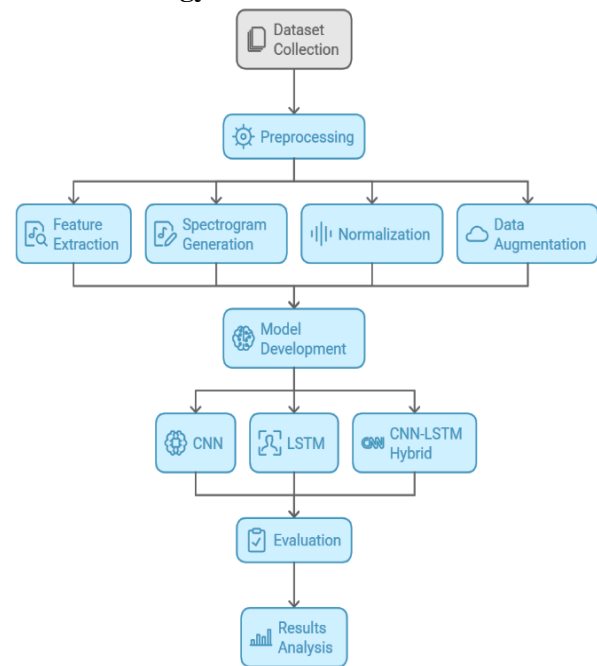 Dataset
Collection
Preprocessing
Feature
Extraction
Spectrogram
Generation
Normalization
Data
Augmentation
Model
Development
CNN
LSTM
CNN
CNN-LSTM
Hybrid
Evaluation
Results
Analysis